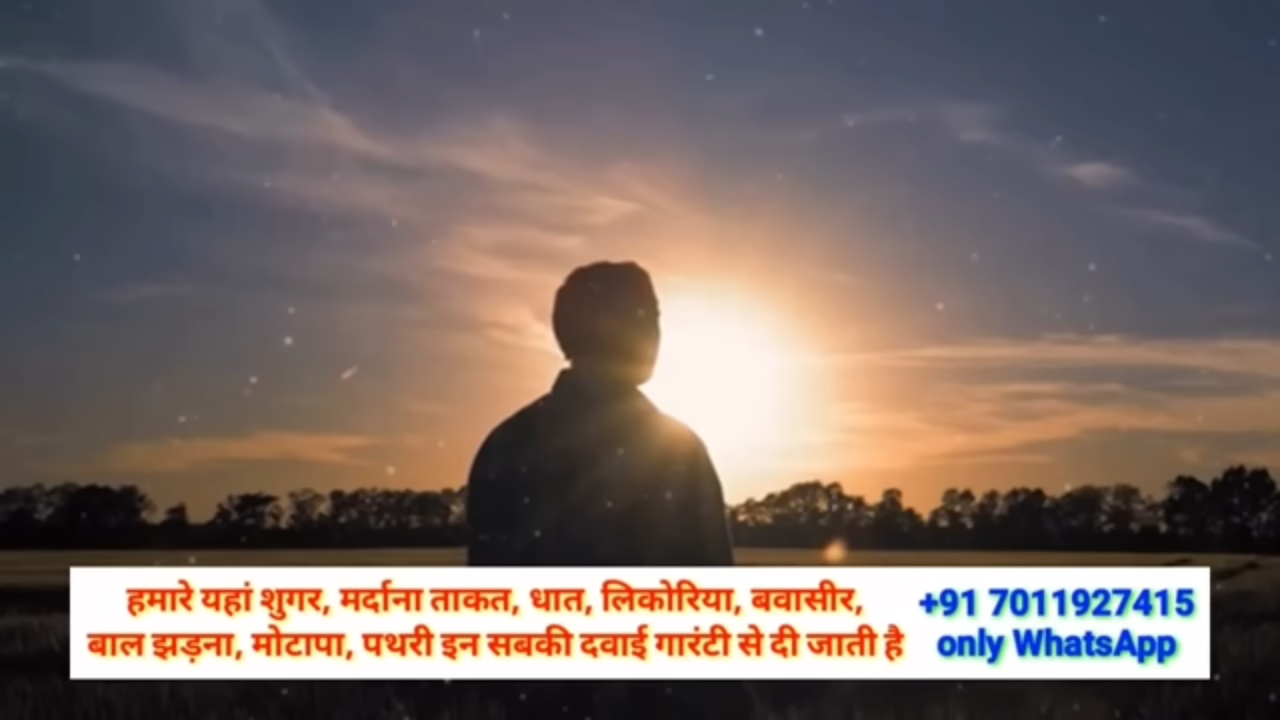 हमारे यहां शुगर, मर्दाना ताकत, धात, लिकोरिया, बवासीर,
बाल झड़ना, मोटापा, पथरी इन सबकी दवाई गारंटी से दी जाती है
+91 7011927415
only WhatsApp